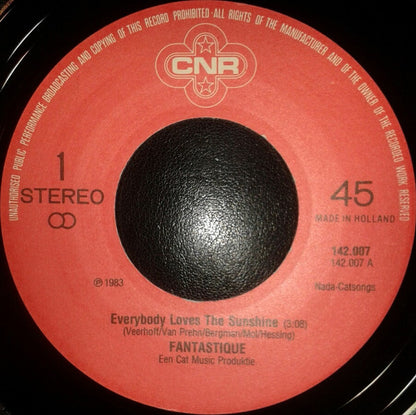 UNAUTHORISED PUBLIC PERFORMANCE BROADCASTING AND COPYING OF THIS RECORD PROHIBITED·ALL RIGHTS OF THE MANUFACTURER AND OF THE OWNER OF THE RECORDED WORK RESERVED
CNR
1
STEREO
45
MADE IN HOLLAND
142.007
142.007 A
℗ 1983
Nada-Catsongs
Everybody Loves The Sunshine (3:08)
(Veerhoff/Van Prehn/Bergman/Mol/Hessing)
FANTASTIQUE
Een Cat Music Produktie